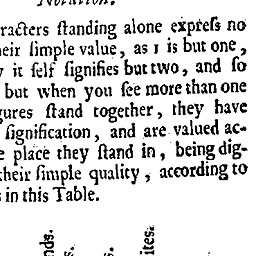 Notation.
racters ſtanding alone expreſs no
heir ſimple value, as 1 is but one,
it ſelf ſignifies but two, and ſo
but when you ſee more than one
gures ſtand together, they have
ſignification, and are valued ac-
place they ſtand in, being dig-
their ſimple quality, according to
in this Table.
nds.
s.
s.
ites.